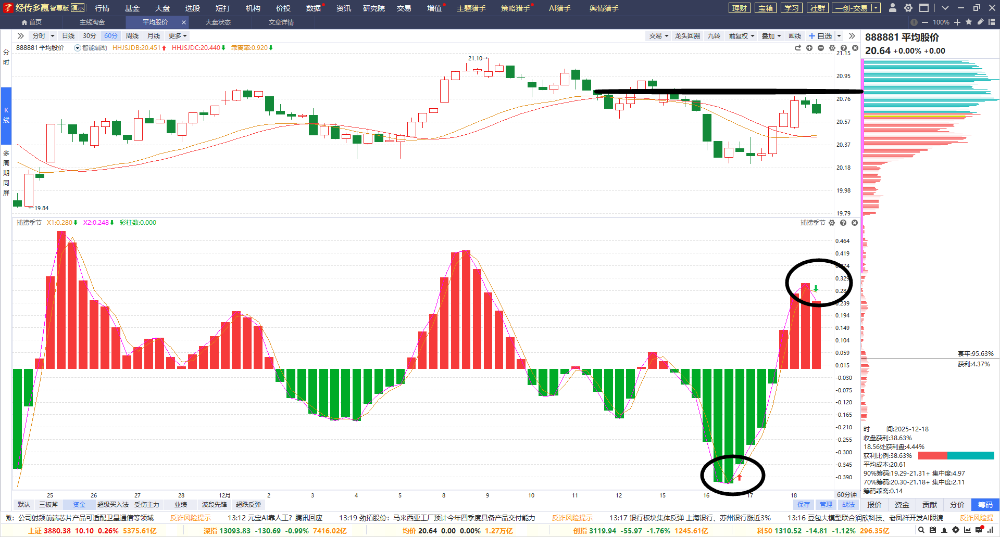 经传多赢 智尊版 演示 行情 基金 大盘 选股 短打 机构 价投 数据 资讯 研究院 交易 增值 主题猎手 策略猎手 AI猎手 舆情猎手 理财 宝箱 学习 社群 一创-交易
首页 主线淘金 平均股价 大盘状态 文章详情 100%
分时 日线 30分 60分 周线 月线 更多 交易 龙头回溯 九转 前复权 叠加 画线 自选
888881 平均股价
20.64 +0.00% +0.00
888881 平均股价 智能辅助 HHJSJDB:20.451 HHJSJDC:20.440 乖离率:0.920
分时
K线
多周期同屏
21.15
20.95
20.76
20.57
20.37
20.18
19.98
19.79
21.10
19.84
捕捞季节 X1:0.280 X2:0.248 彩柱数:0.000 捕捞季节
0.464
0.419
0.329
0.239
0.194
0.149
0.104
0.059
0.015
-0.030
-0.075
-0.120
-0.165
-0.210
-0.255
-0.300
-0.345
-0.390
25 26 27 28 12月 2 3 4 5 8 9 10 11 12 15 16 17 18 60分钟
套牢:95.63%
获利:4.37%
时 间:2025-12-18
收盘获利:38.63%
18.56处获利盘:4.44%
获利比例:38.63%
平均成本:20.61
90%筹码:19.29-21.31+ 集中度:4.97
70%筹码:20.30-21.18+ 集中度:2.11
筹码乖离:0.14
默认 三板斧 资金 超级买入法 受伤主力 业绩 波段先锋 超跌反弹 保存 管理 战法 报价 资金 贡献 分价 筹码
公司射频前端芯片产品可适配卫星通信等领域 反诈风险提示 13:12 元宝AI靠人工？腾讯回应 13:19 劲拓股份：马来西亚工厂预计今年四季度具备产品交付能力 反诈风险提示 13:17 银行板块集体反弹 上海银行、苏州银行涨近3% 13:16 豆包大模型联合润欣科技、老凤祥开发AI眼镜 反诈风险提
上证 3880.38 10.10 0.26% 5375.61亿 深指 13093.83 -130.69 -0.99% 7416.02亿 均价 20.64 0.00 0.00% 1.27万亿 创指 3119.94 -55.97 -1.76% 1245.61亿 科50 1310.52 -14.81 -1.12% 296.35亿